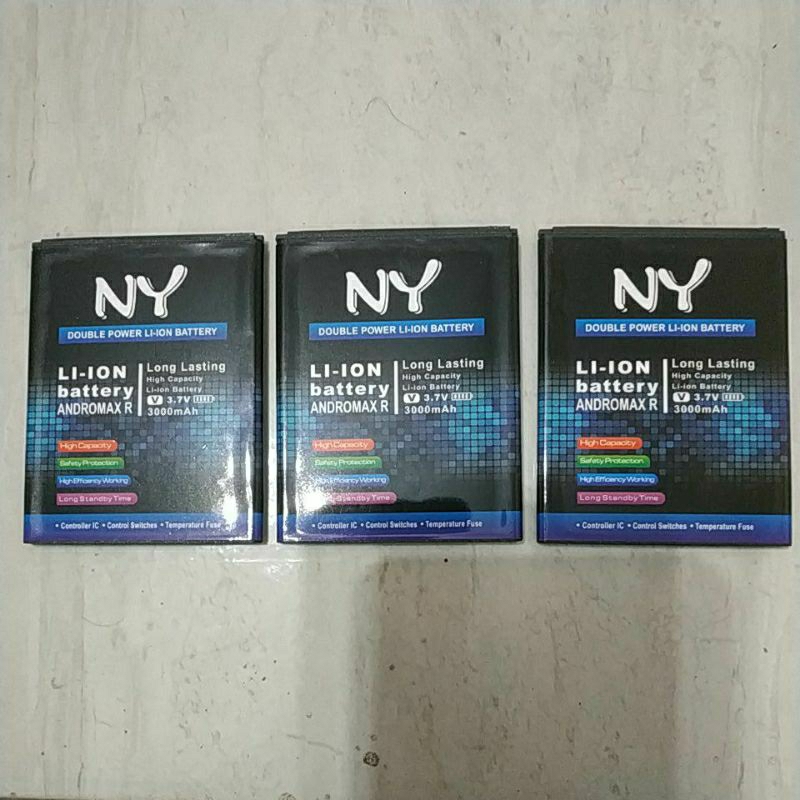 NY
DOUBLE POWER LI-ION BATTERY
LI-ION
battery
ANDROMAX R
Long Lasting
High Capacity
Li-ion Battery
V 3.7V
3000mAh
High Capacity
Safety Protection
High Efficiency Working
Long Standby Time
• Controller IC • Control Switches • Temperature Fuse
NY
DOUBLE POWER LI-ION BATTERY
LI-ION
battery
ANDROMAX R
Long Lasting
High Capacity
Li-ion Battery
V 3.7V
3000mAh
High Capacity
Safety Protection
High Efficiency Working
Long Standby Time
• Controller IC • Control Switches • Temperature Fuse
NY
DOUBLE POWER LI-ION BATTERY
LI-ION
battery
ANDROMAX R
Long Lasting
High Capacity
Li-ion Battery
V 3.7V
3000mAh
High Capacity
Safety Protection
High Efficiency Working
Long Standby Time
• Controller IC • Control Switches • Temperature Fuse